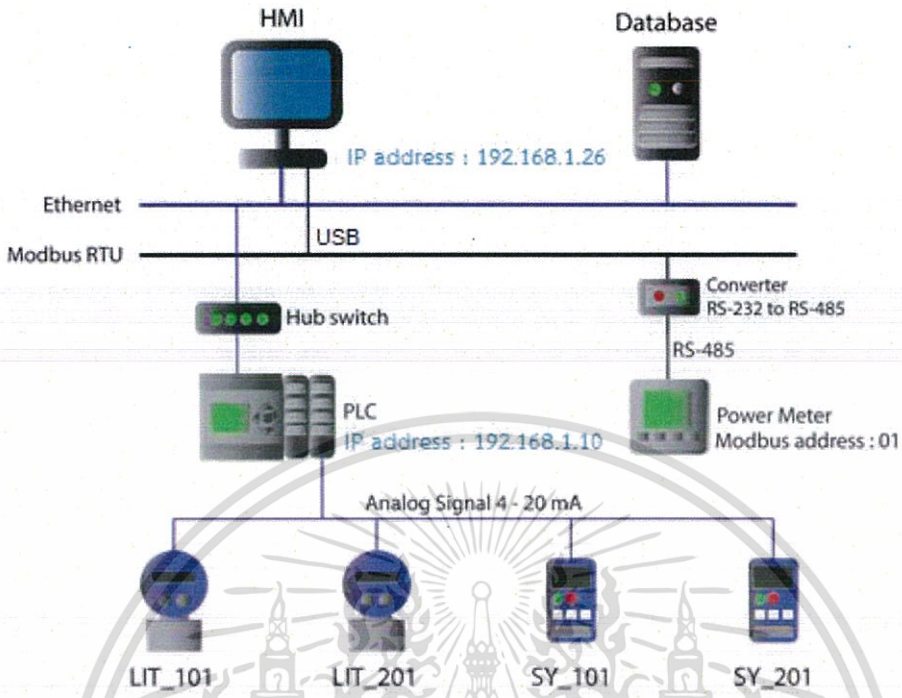 HMI
Database
IP address : 192.168.1.26
Ethernet
USB
Modbus RTU
Converter
RS-232 to RS-485
Hub switch
RS-485
PLC
IP address : 192.168.1.10
Power Meter
Modbus address : 01
Analog Signal 4 - 20 mA
LIT_101
LIT_201
SY_101
SY_201